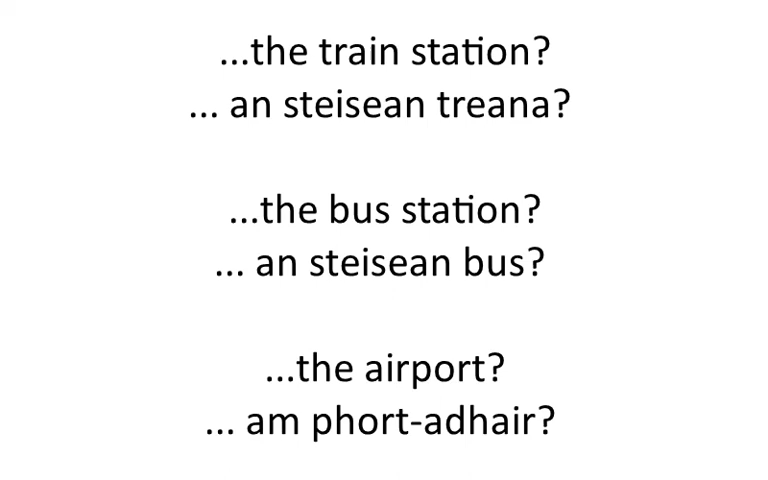 ...the train station?
... an steisean treana?
...the bus station?
... an steisean bus?
...the airport?
... am phort-adhair?